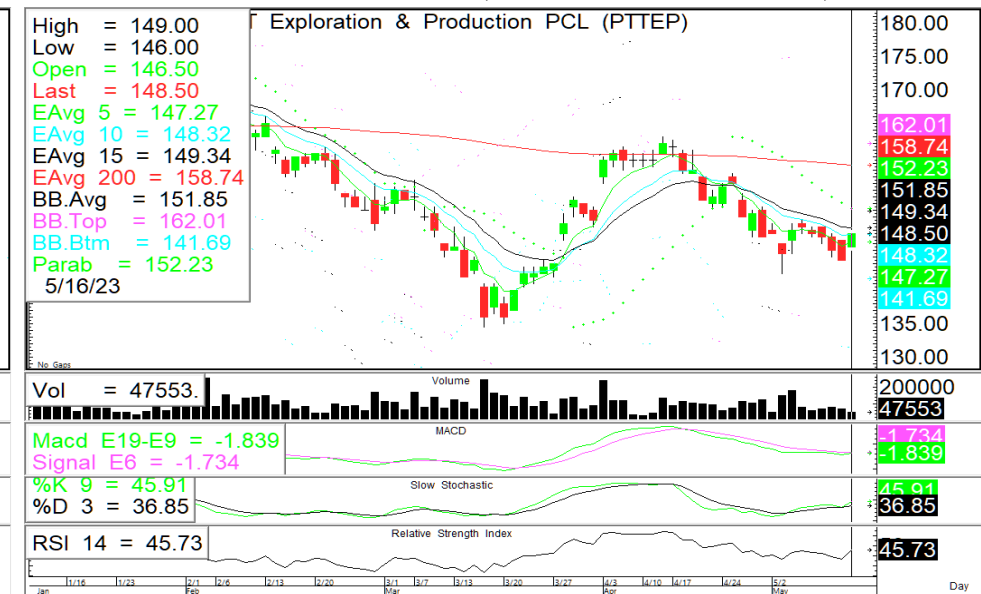 T Exploration & Production PCL (PTTEP)
High = 149.00
Low = 146.00
Open = 146.50
Last = 148.50
EAvg 5 = 147.27
EAvg 10 = 148.32
EAvg 15 = 149.34
EAvg 200 = 158.74
BB.Avg = 151.85
BB.Top = 162.01
BB.Btm = 141.69
Parab = 152.23
5/16/23
180.00
175.00
170.00
162.01
158.74
152.23
151.85
149.34
148.50
148.32
147.27
141.69
135.00
130.00
No Gaps
Volume
Vol = 47553.
200000
47553
MACD
Macd E19-E9 = -1.839
Signal E6 = -1.734
-1.734
-1.839
Slow Stochastic
%K 9 = 45.91
%D 3 = 36.85
45.91
36.85
Relative Strength Index
RSI 14 = 45.73
45.73
1/16 1/23 2/1 2/6 2/13 2/20 3/1 3/7 3/13 3/20 3/27 4/3 4/10 4/17 4/24 5/2
Jan Feb Mar Apr May Day